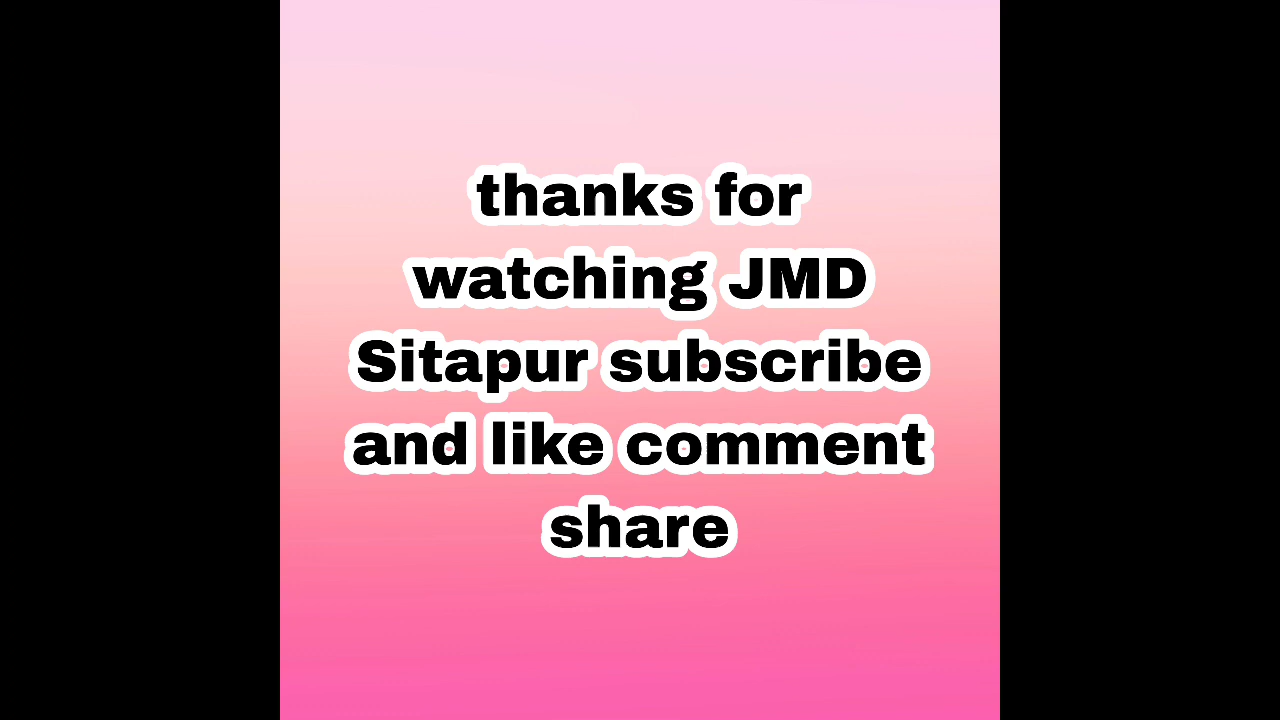 thanks for
watching JMD
Sitapur subscribe
and like comment
share